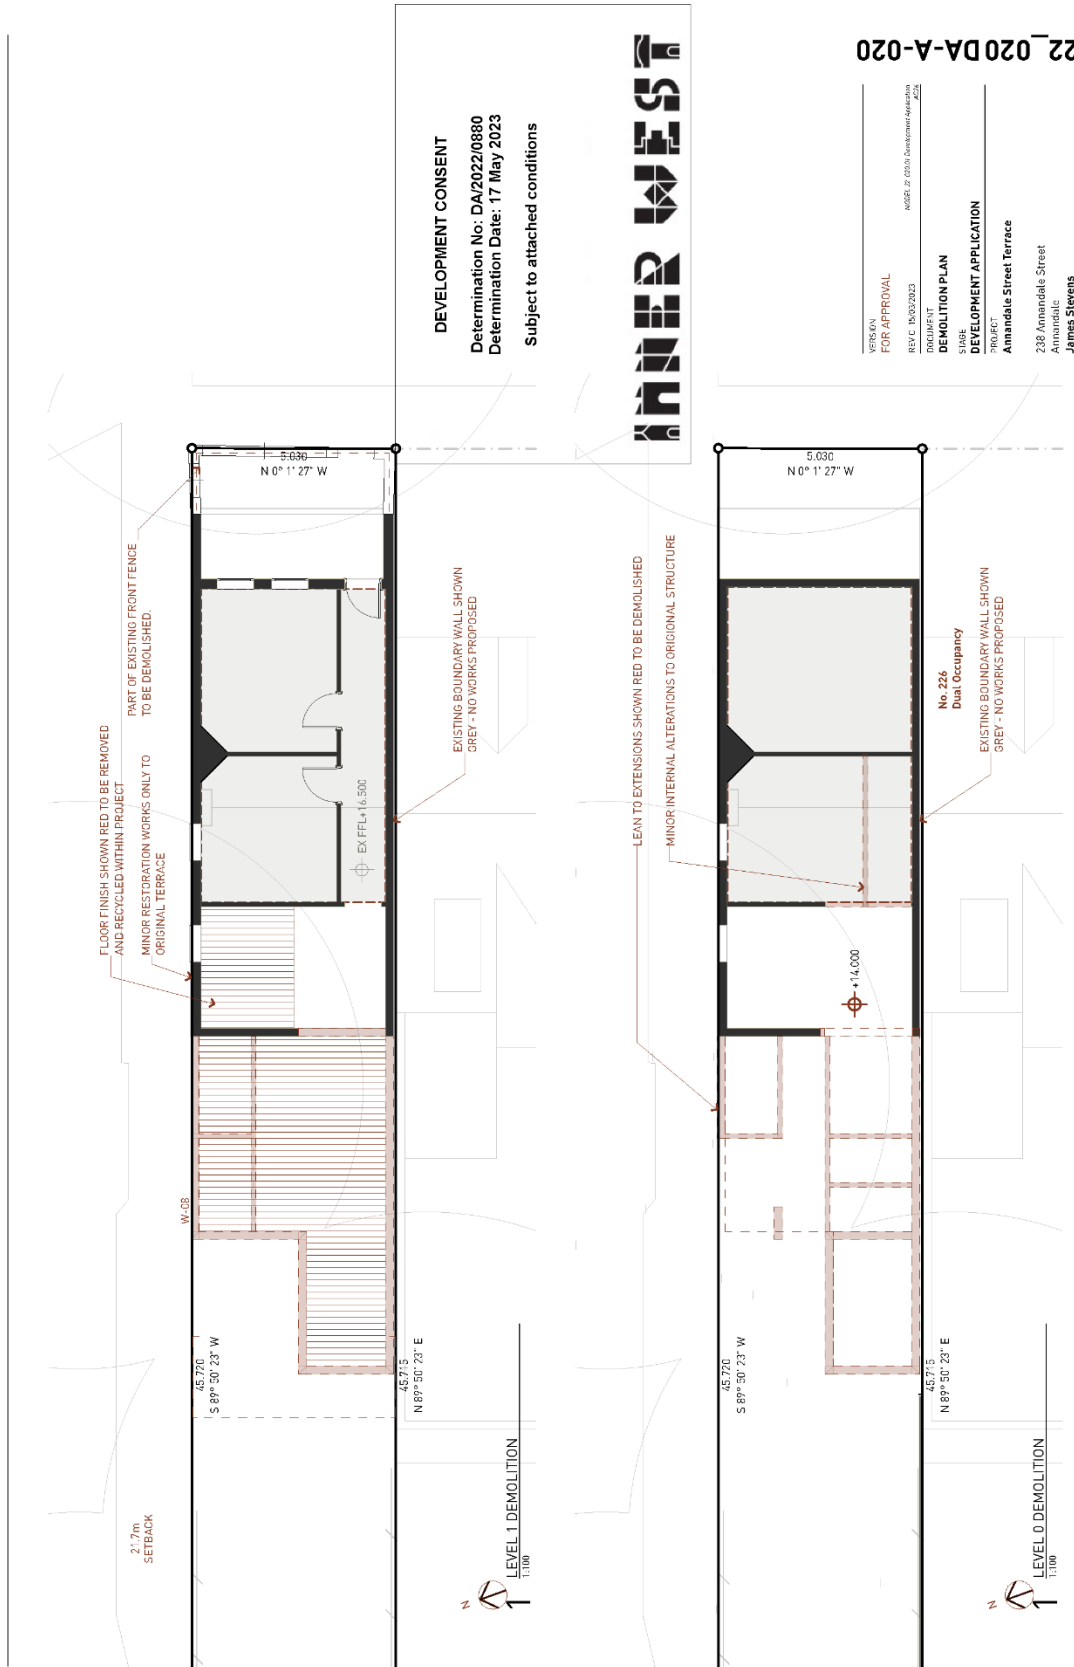 DEVELOPMENT CONSENT
Determination No: DA/2022/0880
Determination Date: 17 May 2023
Subject to attached conditions
INNER WEST
22_020 DA-A-020
VERSION
FOR APPROVAL
REV C 15/03/2023
DOCUMENT
DEMOLITION PLAN
STAGE
DEVELOPMENT APPLICATION
PROJECT
Annandale Street Terrace
238 Annandale Street
Annandale
James Stevens
5.030
N 0° 1' 27" W
PART OF EXISTING FRONT FENCE
TO BE DEMOLISHED.
FLOOR FINISH SHOWN RED TO BE REMOVED
AND RECYCLED WITHIN PROJECT
MINOR RESTORATION WORKS ONLY TO
ORIGINAL TERRACE
EXISTING BOUNDARY WALL SHOWN
GREY - NO WORKS PROPOSED
EX FFL+16.500
W-08
45.720
S 89° 50' 23" W
45.715
N 89° 50' 23" E
21.7m
SETBACK
N
LEVEL 1 DEMOLITION
1:100
5.030
N 0° 1' 27" W
LEAN TO EXTENSIONS SHOWN RED TO BE DEMOLISHED
MINOR INTERNAL ALTERATIONS TO ORIGIONAL STRUCTURE
No. 226
Dual Occupancy
EXISTING BOUNDARY WALL SHOWN
GREY - NO WORKS PROPOSED
+14.000
45.720
S 89° 50' 23" W
45.715
N 89° 50' 23" E
N
LEVEL 0 DEMOLITION
1:100